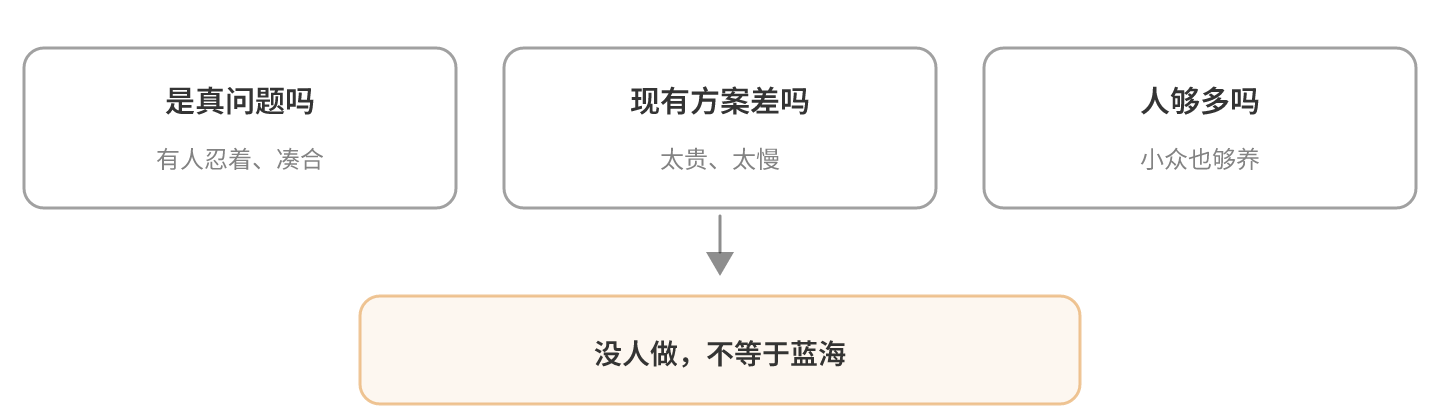 是真问题吗
有人忍着、凑合
现有方案差吗
太贵、太慢
人够多吗
小众也够养
没人做，不等于蓝海